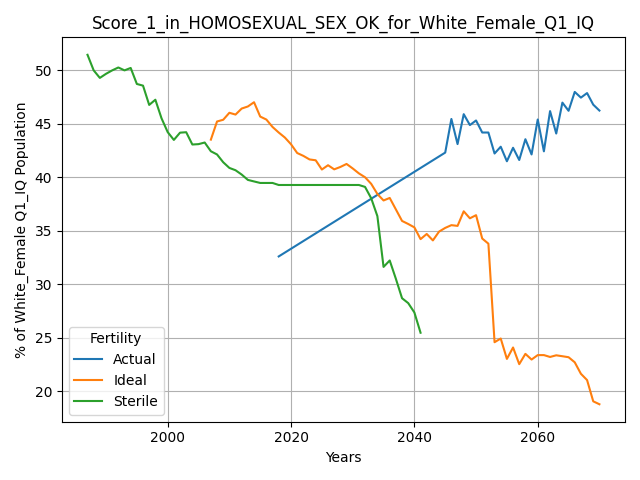 Score_1_in_HOMOSEXUAL_SEX_OK_for_White_Female_Q1_IQ
% of White_Female Q1_IQ Population
50
45
40
35
30
25
20
Fertility
Actual
Ideal
Sterile
2000
2020
2040
2060
Years